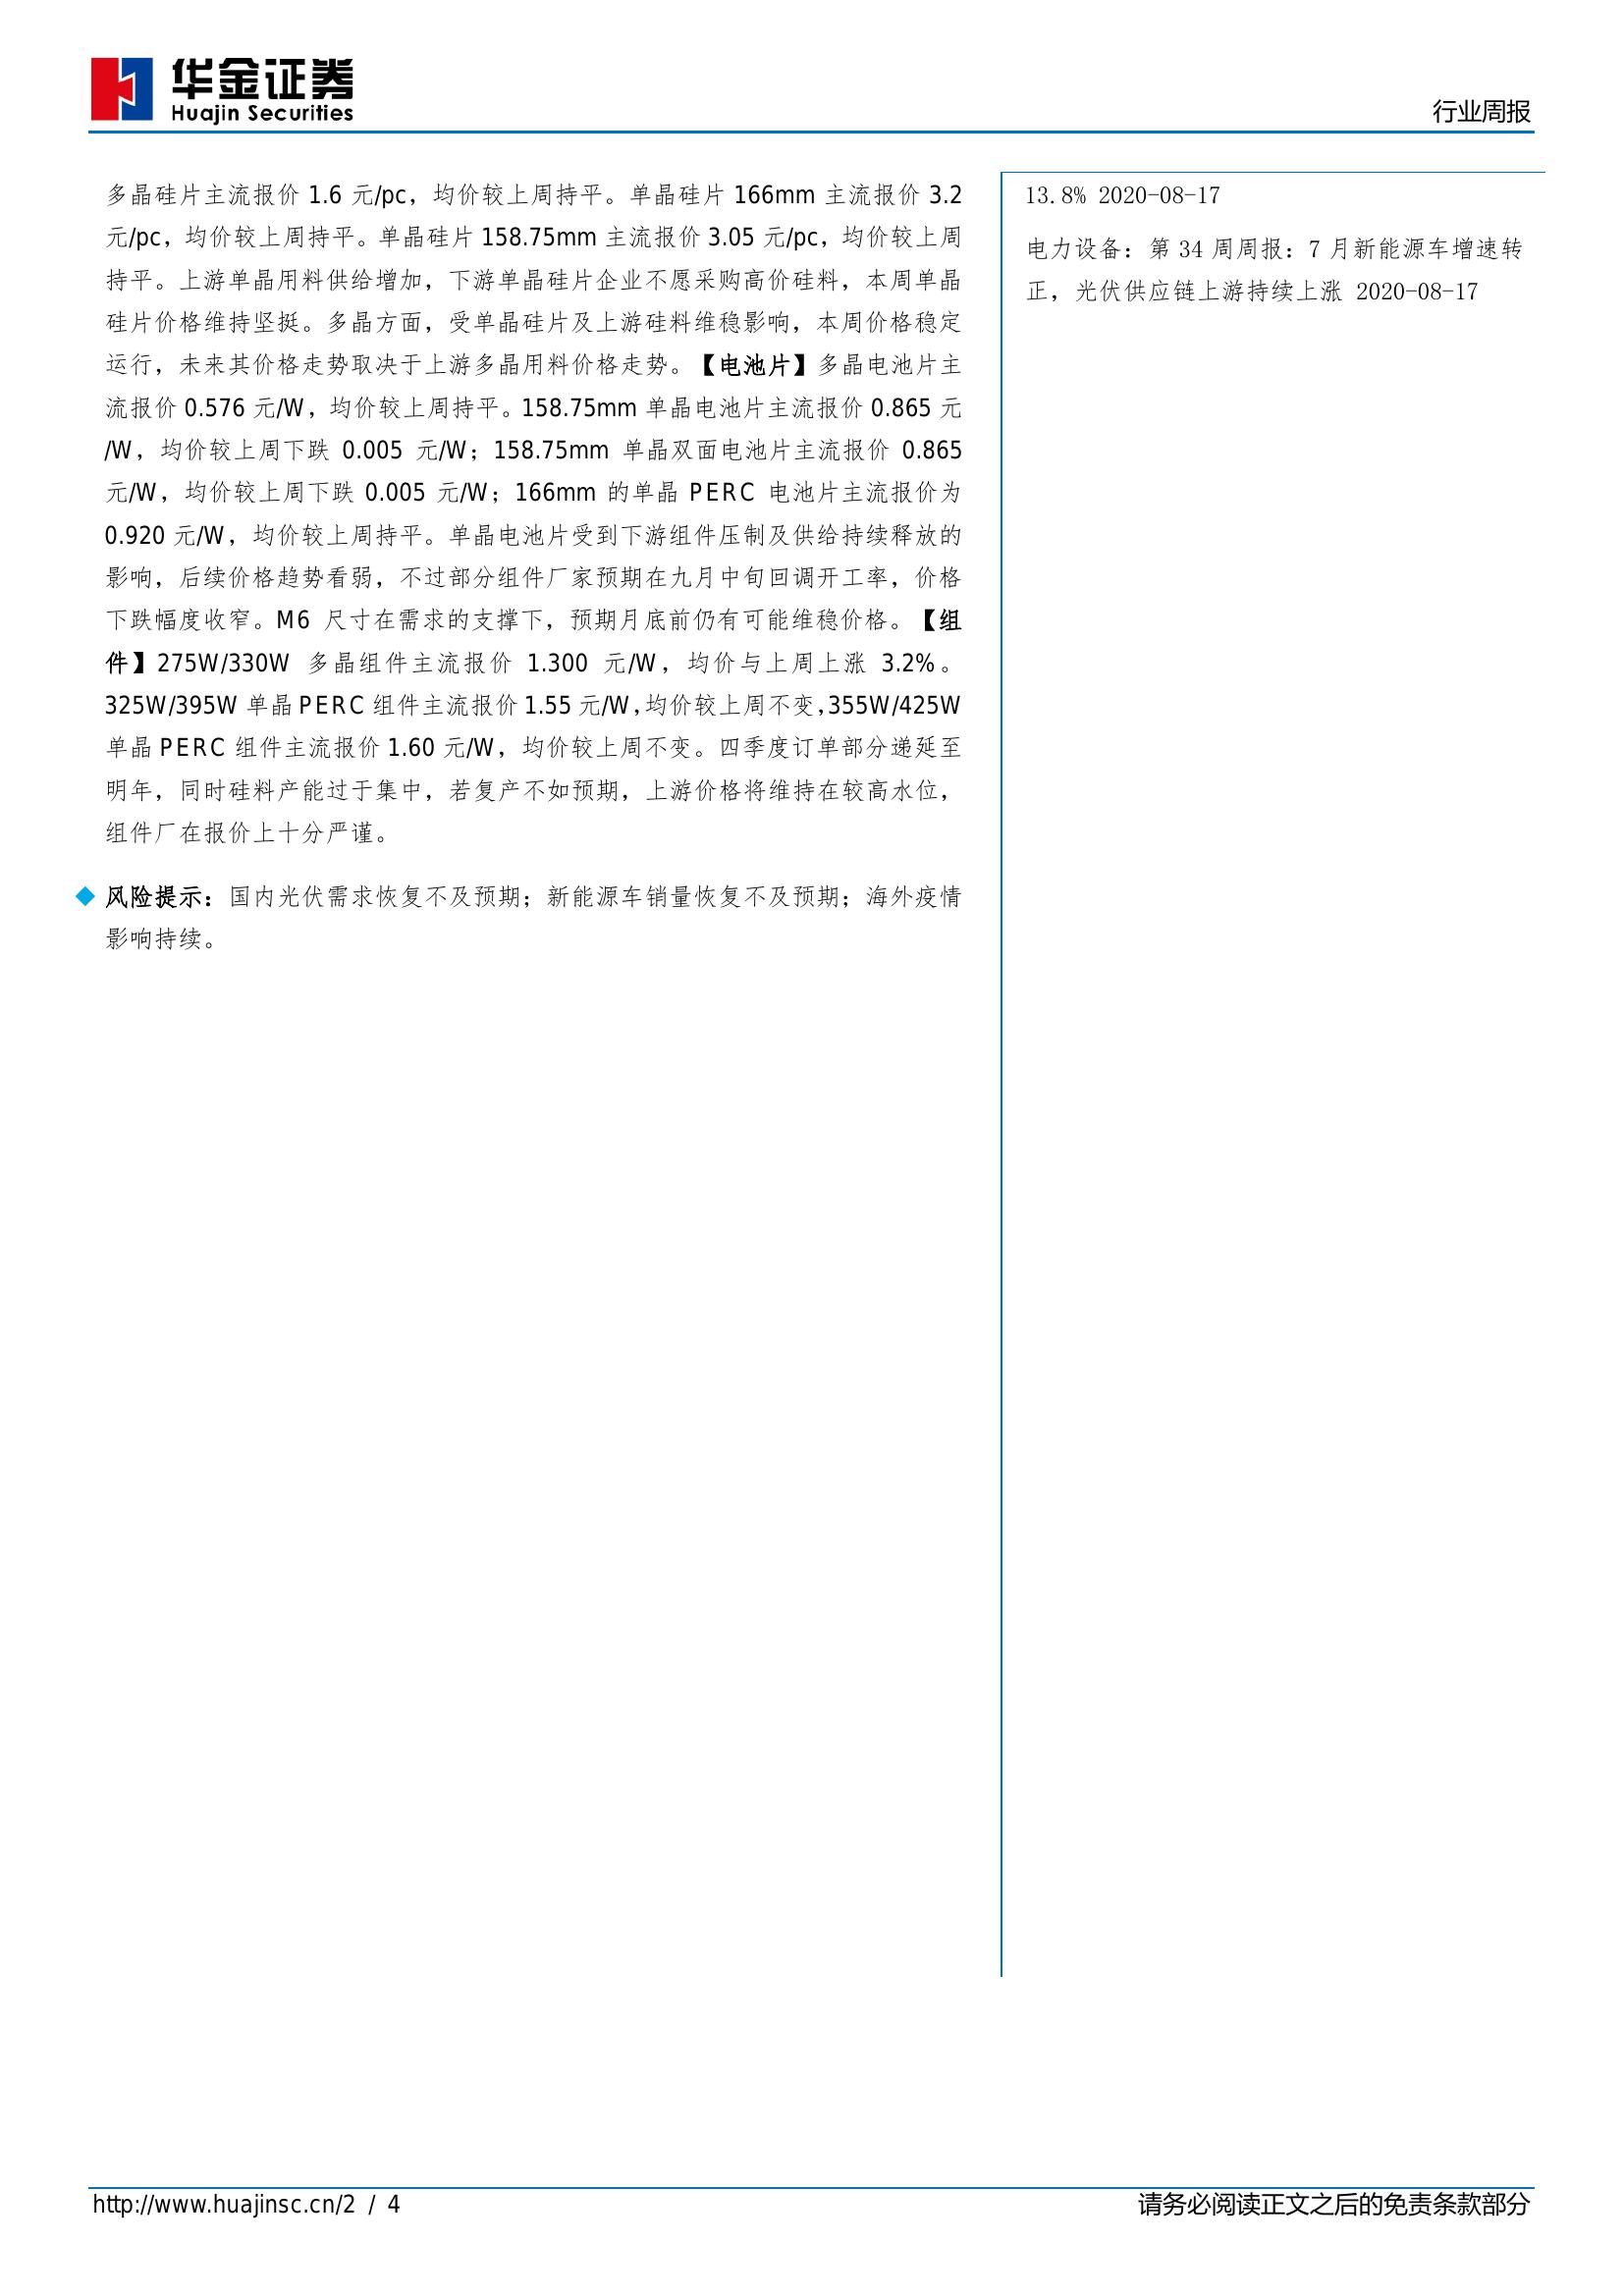 华金证券
Huajin Securities
行业周报
多晶硅片主流报价 1.6 元/pc，均价较上周持平。单晶硅片 166mm 主流报价 3.2
元/pc，均价较上周持平。单晶硅片 158.75mm 主流报价 3.05 元/pc，均价较上周
持平。上游单晶用料供给增加，下游单晶硅片企业不愿采购高价硅料，本周单晶
硅片价格维持坚挺。多晶方面，受单晶硅片及上游硅料维稳影响，本周价格稳定
运行，未来其价格走势取决于上游多晶用料价格走势。【电池片】多晶电池片主
流报价 0.576 元/W，均价较上周持平。158.75mm 单晶电池片主流报价 0.865 元
/W，均价较上周下跌 0.005 元/W；158.75mm 单晶双面电池片主流报价 0.865
元/W，均价较上周下跌 0.005 元/W；166mm 的单晶 PERC 电池片主流报价为
0.920 元/W，均价较上周持平。单晶电池片受到下游组件压制及供给持续释放的
影响，后续价格趋势看弱，不过部分组件厂家预期在九月中旬回调开工率，价格
下跌幅度收窄。M6 尺寸在需求的支撑下，预期月底前仍有可能维稳价格。【组
件】275W/330W 多晶组件主流报价 1.300 元/W，均价与上周上涨 3.2%。
325W/395W 单晶 PERC 组件主流报价 1.55 元/W，均价较上周不变，355W/425W
单晶 PERC 组件主流报价 1.60 元/W，均价较上周不变。四季度订单部分递延至
明年，同时硅料产能过于集中，若复产不如预期，上游价格将维持在较高水位，
组件厂在报价上十分严谨。
◆ 风险提示：国内光伏需求恢复不及预期；新能源车销量恢复不及预期；海外疫情
影响持续。
13.8% 2020-08-17
电力设备：第 34 周周报：7 月新能源车增速转
正，光伏供应链上游持续上涨 2020-08-17
http://www.huajinsc.cn/2 / 4
请务必阅读正文之后的免责条款部分